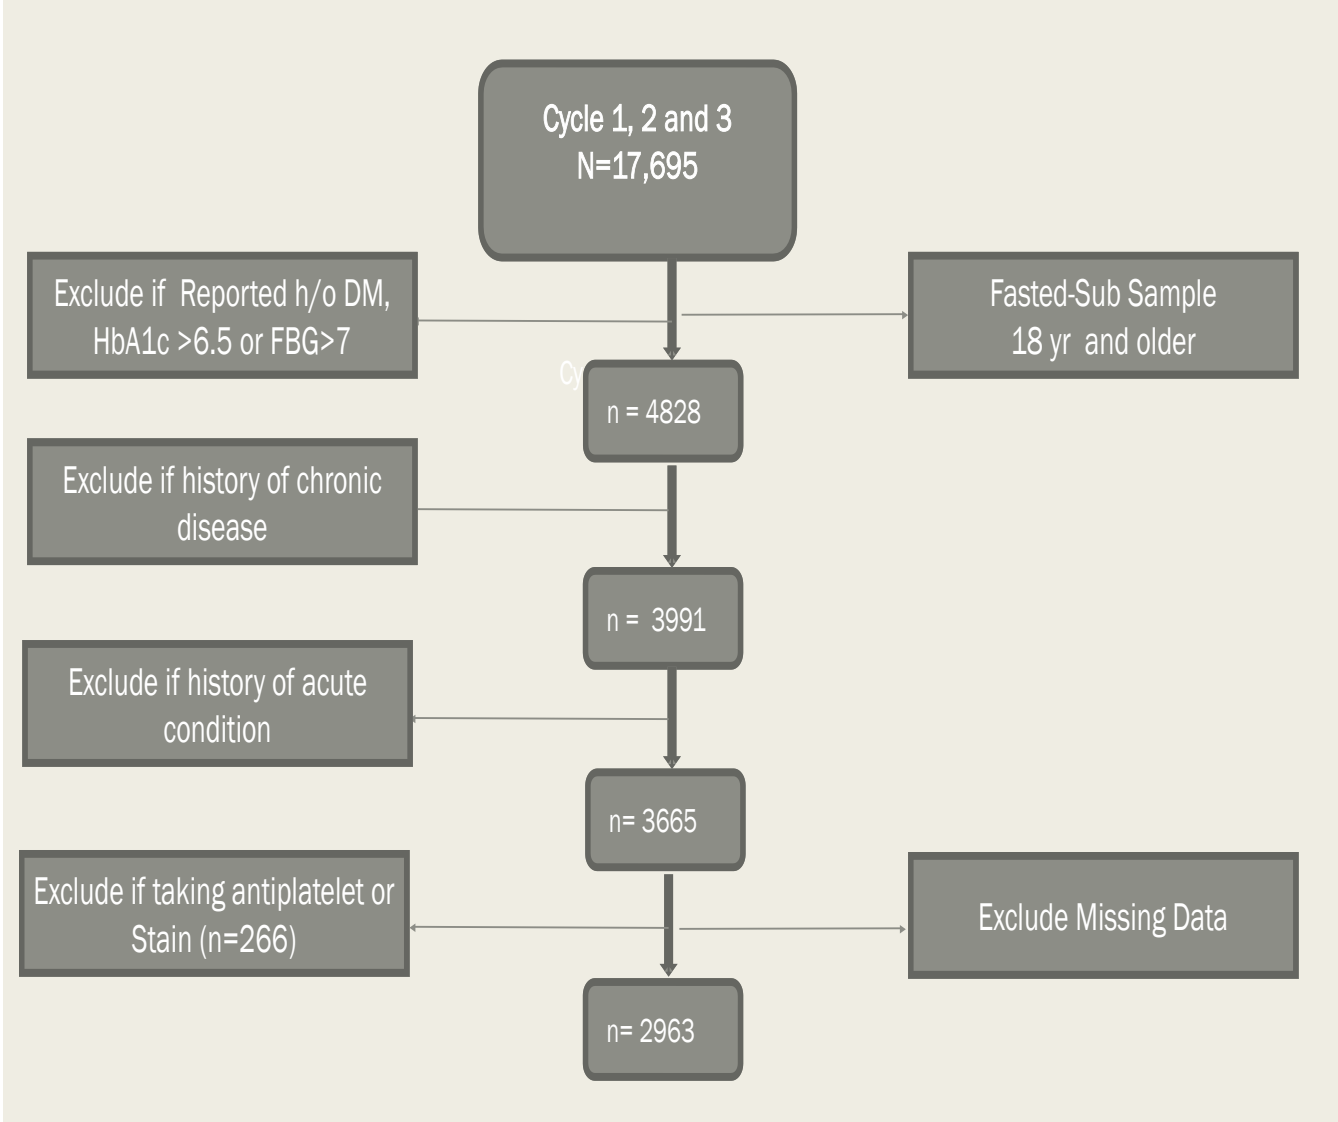 Cycle 1, 2 and 3
N=17,695
Exclude if  Reported h/o DM,
HbA1c >6.5 or FBG>7
Fasted-Sub Sample
18 yr  and older
Cy
n = 4828
Exclude if history of chronic
disease
n =  3991
Exclude if history of acute
condition
n= 3665
Exclude if taking antiplatelet or
Stain (n=266)
Exclude Missing Data
n= 2963